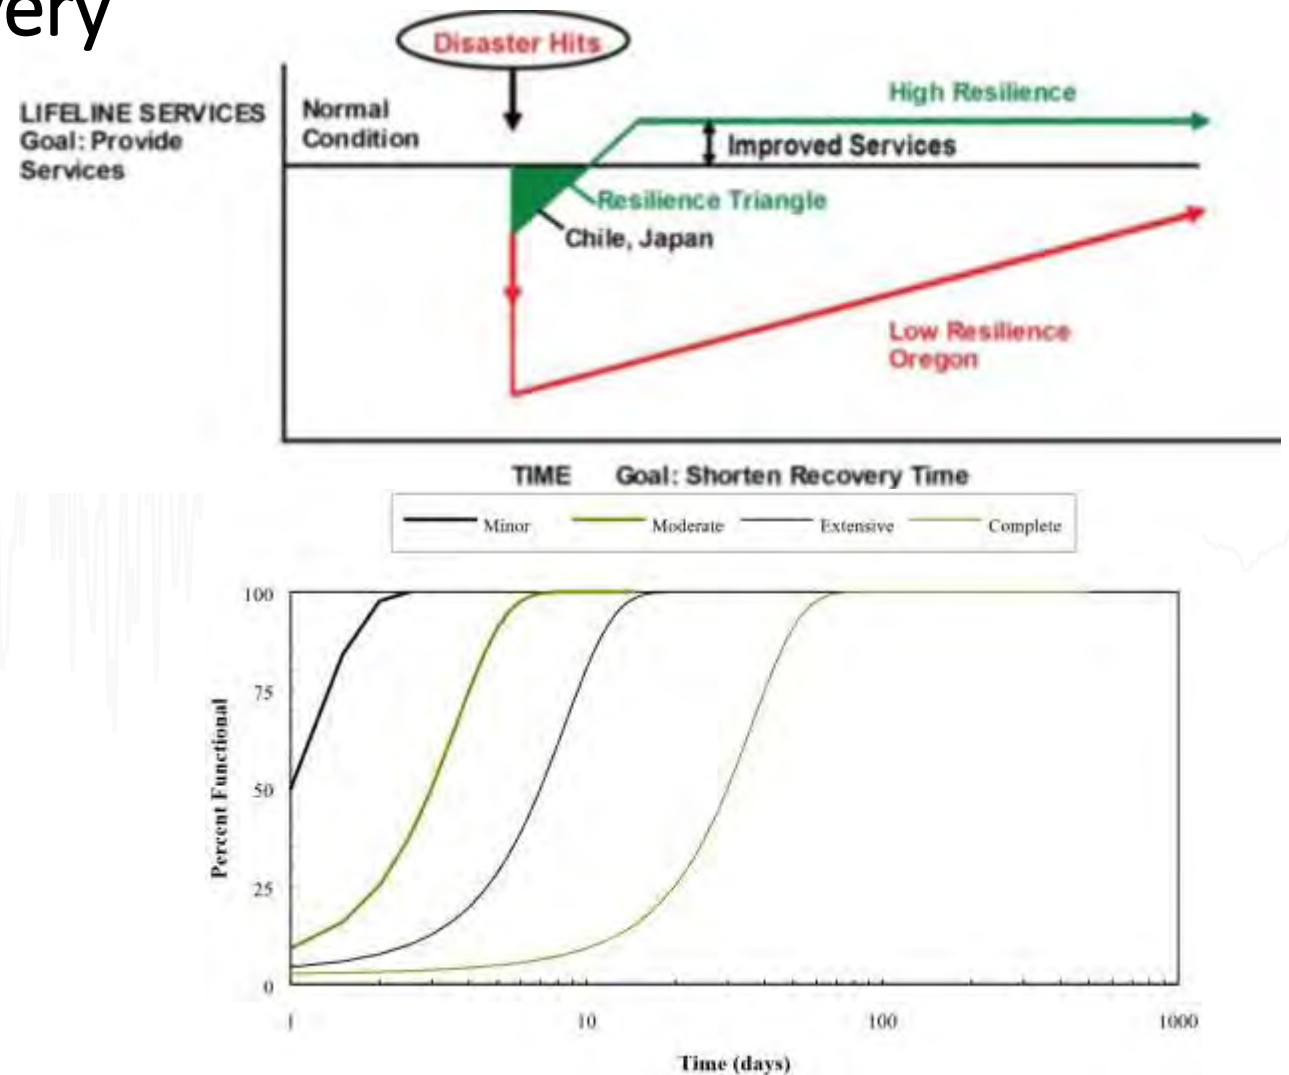 very
Disaster Hits
LIFELINE SERVICES
Goal: Provide
Services
Normal
Condition
High Resilience
Improved Services
Resilience Triangle
Chile, Japan
Low Resilience
Oregon
TIME Goal: Shorten Recovery Time
Minor Moderate Extensive Complete
Percent Functional
100
75
50
25
0
1 10 100 1000
Time (days)